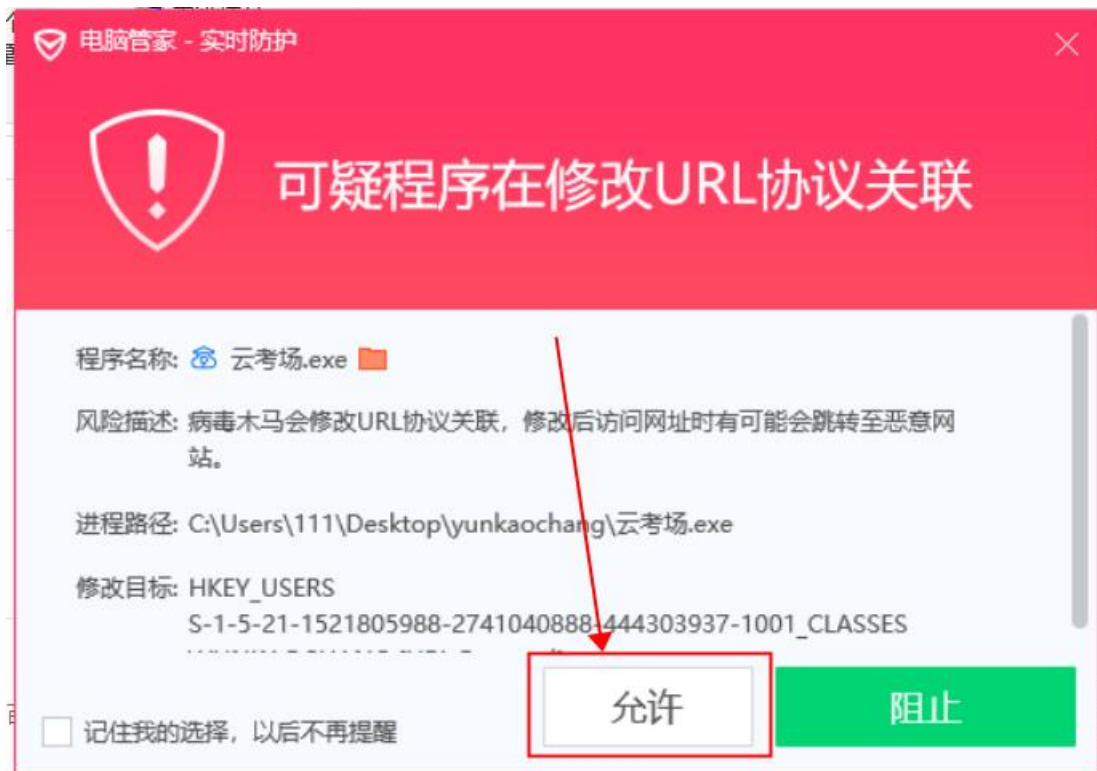 电脑管家 - 实时防护
可疑程序在修改URL协议关联
程序名称: 云考场.exe
风险描述: 病毒木马会修改URL协议关联，修改后访问网址时有可能会跳转至恶意网
站。
进程路径: C:\Users\111\Desktop\yunkaochang\云考场.exe
修改目标: HKEY_USERS
S-1-5-21-1521805988-2741040888-444303937-1001_CLASSES
记住我的选择，以后不再提醒
允许
阻止